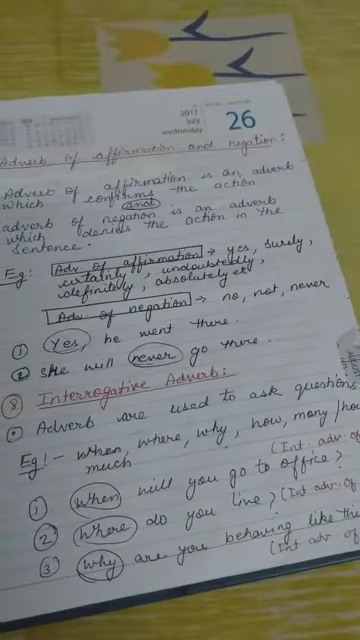 2017
July
wednesday
26
Adverb of affirmation and negation:
Adverb of affirmation is an adverb
which confirms the action
and
adverb of negation is an adverb
which denies the action in the
sentence.
Eg: Adv of affirmation → yes, surely,
certainly, undoubtedly,
definitely, absolutely etc
Adv. of negation → no, not, never
① Yes, he went there.
② She will never go there.
⑧ Interrogative Adverb:
Adverb are used to ask questions
Eg:- When, where, why, how, many/how
much
(Int. adv. of
① When will you go to office?
② Where do you live? (Int adv. of
③ Why are you behaving like this
(Int adv. of